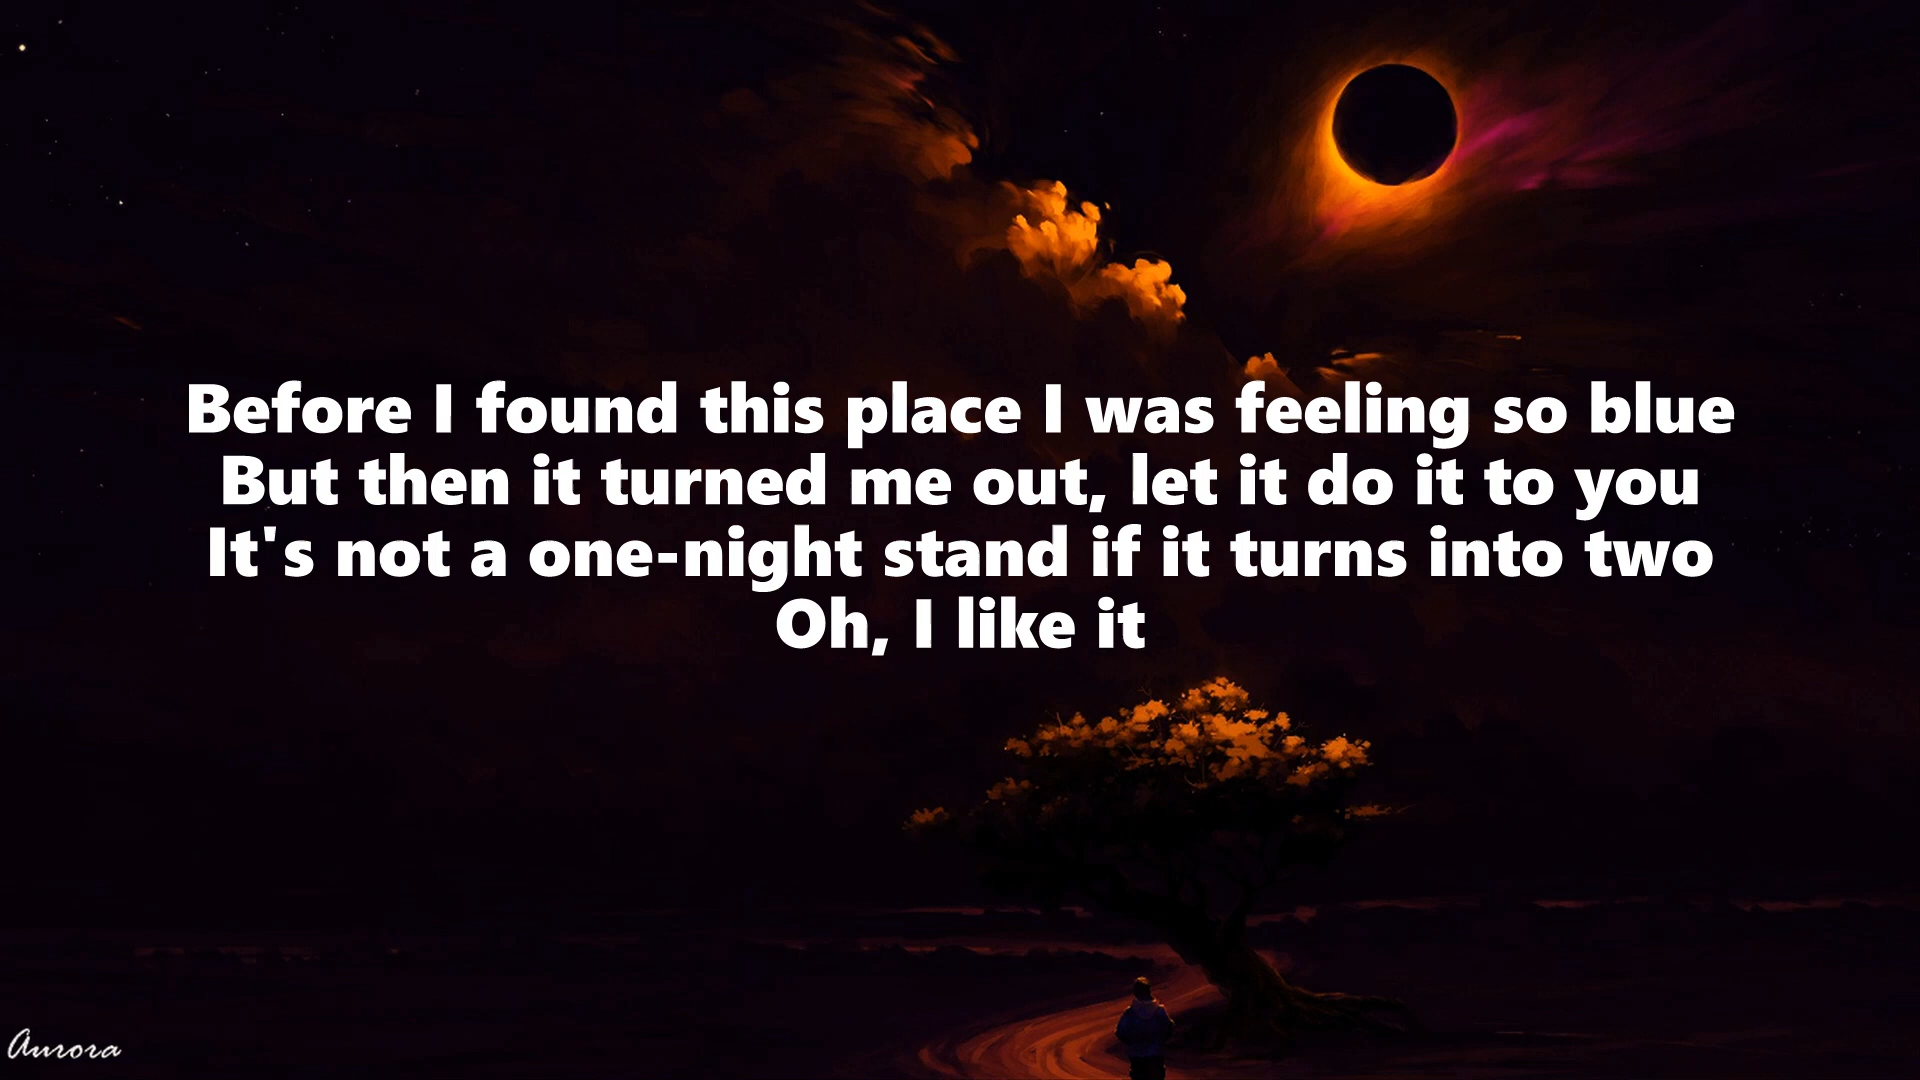 Before I found this place I was feeling so blue
But then it turned me out, let it do it to you
It's not a one-night stand if it turns into two
Oh, I like it
Aurora